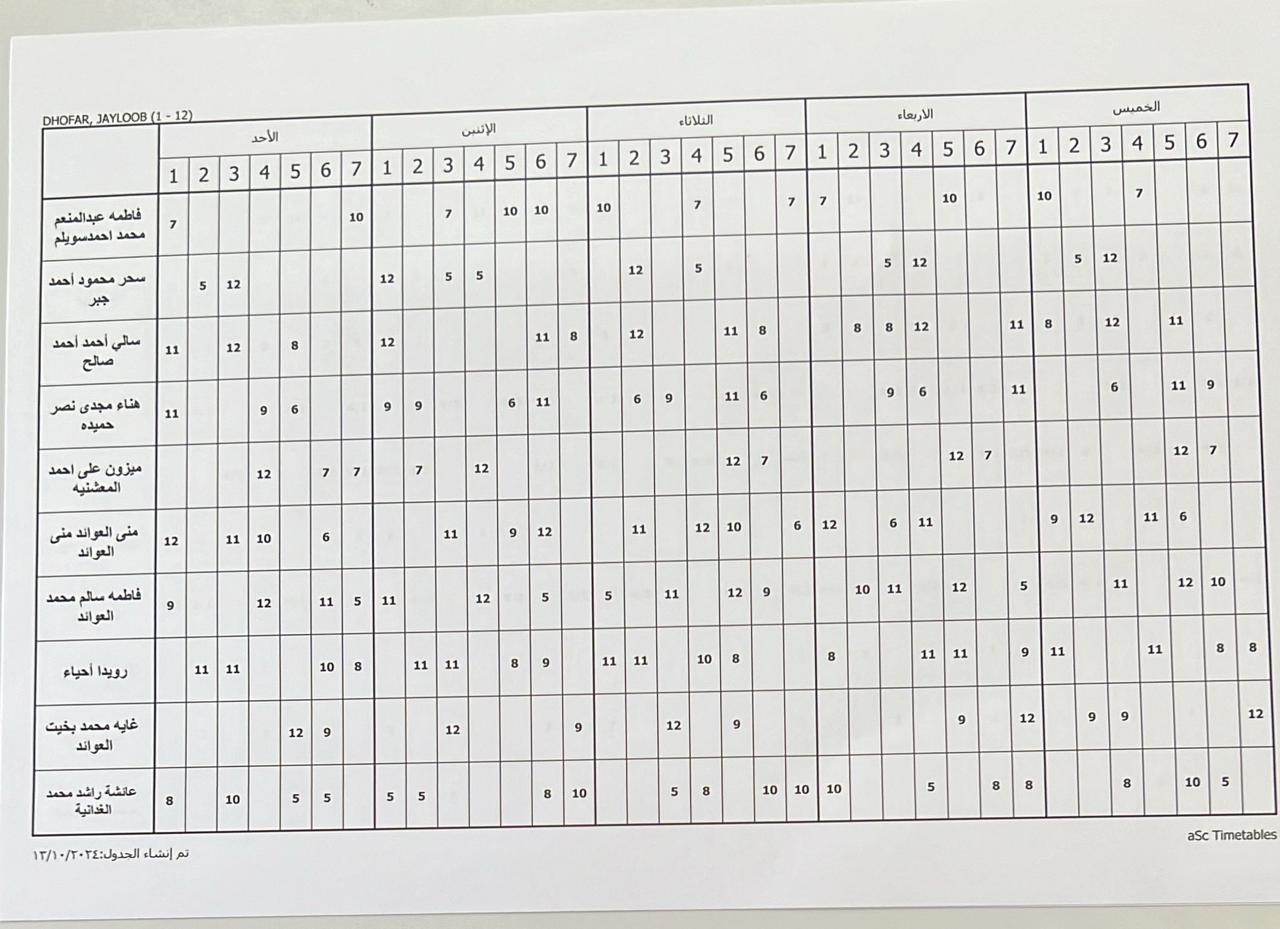 DHOFAR, JAYLOOB (1 - 12)
الأحد الإثنين الثلاثاء الاربعاء الخميس
1 2 3 4 5 6 7 1 2 3 4 5 6 7 1 2 3 4 5 6 7 1 2 3 4 5 6 7 1 2 3 4 5 6 7
فاطمه عبدالمنعم
محمد احمدسويلم
7 10 7 10 10 10 7 7 7 10 10 7
سحر محمود أحمد
جبر
5 12 12 5 5 12 5 5 12 5 12
سالي أحمد أحمد
صالح
11 12 8 12 11 8 12 11 8 8 8 12 11 8 12 11
هناء مجدى نصر
حميده
11 9 6 9 9 6 11 6 9 11 6 9 6 11 6 11 9
ميزون على احمد
المعشنيه
12 7 7 7 12 12 7 12 7 12 7
منى العوائد منى
العوائد
12 11 10 6 11 9 12 11 12 10 6 12 6 11 9 12 11 6
فاطمه سالم محمد
العوائد
9 12 11 5 11 12 5 5 11 12 9 10 11 12 5 11 12 10
رويدا أحياء
11 11 10 8 11 11 8 9 11 11 10 8 8 11 11 9 11 11 8 8
غايه محمد بخيت
العوائد
12 9 12 9 12 9 9 12 9 9 12
عائشة راشد محمد
الغدانية
8 10 5 5 5 5 8 10 5 8 10 10 10 5 8 8 8 10 5
aSc Timetables
تم إنشاء الجدول:١٣/١٠/٢٠٢٤